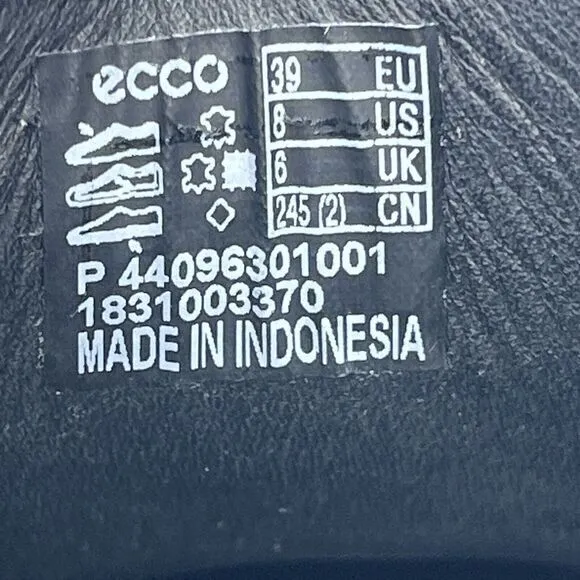 ecco
39 EU
8 US
6 UK
245 (2) CN
P 44096301001
1831003370
MADE IN INDONESIA